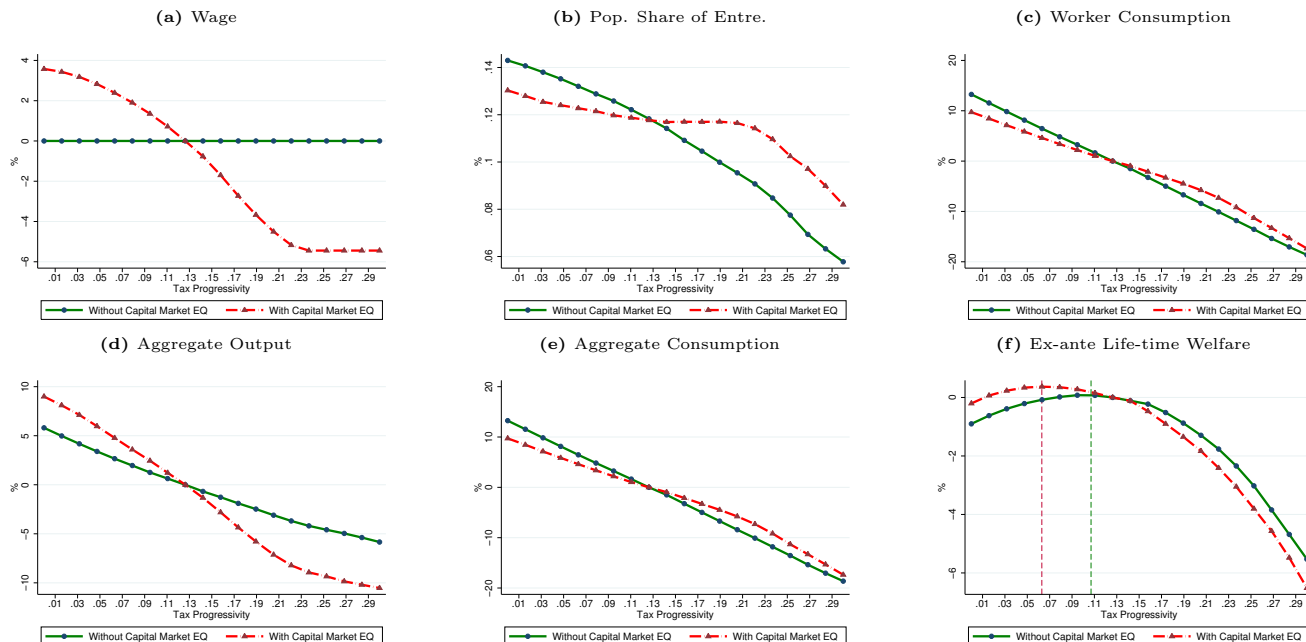 (a) Wage
4
2
0
-2
-4
-6
%
.01 .03 .05 .07 .09 .11 .13 .15 .17 .19 .21 .23 .25 .27 .29
Tax Progressivity
Without Capital Market EQ With Capital Market EQ
(b) Pop. Share of Entre.
.14
.12
.1
.08
.06
%
.01 .03 .05 .07 .09 .11 .13 .15 .17 .19 .21 .23 .25 .27 .29
Tax Progressivity
Without Capital Market EQ With Capital Market EQ
(c) Worker Consumption
20
10
0
-10
-20
%
.01 .03 .05 .07 .09 .11 .13 .15 .17 .19 .21 .23 .25 .27 .29
Tax Progressivity
Without Capital Market EQ With Capital Market EQ
(d) Aggregate Output
10
5
0
-5
-10
%
.01 .03 .05 .07 .09 .11 .13 .15 .17 .19 .21 .23 .25 .27 .29
Tax Progressivity
Without Capital Market EQ With Capital Market EQ
(e) Aggregate Consumption
20
10
0
-10
-20
%
.01 .03 .05 .07 .09 .11 .13 .15 .17 .19 .21 .23 .25 .27 .29
Tax Progressivity
Without Capital Market EQ With Capital Market EQ
(f) Ex-ante Life-time Welfare
0
-2
-4
-6
%
.01 .03 .05 .07 .09 .11 .13 .15 .17 .19 .21 .23 .25 .27 .29
Tax Progressivity
Without Capital Market EQ With Capital Market EQ